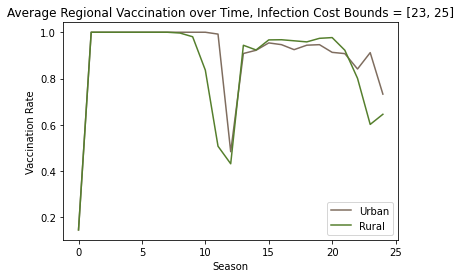 Average Regional Vaccination over Time, Infection Cost Bounds = [23, 25]
1.0
0.8
0.6
0.4
0.2
Vaccination Rate
0
5
10
15
20
25
Season
Urban
Rural